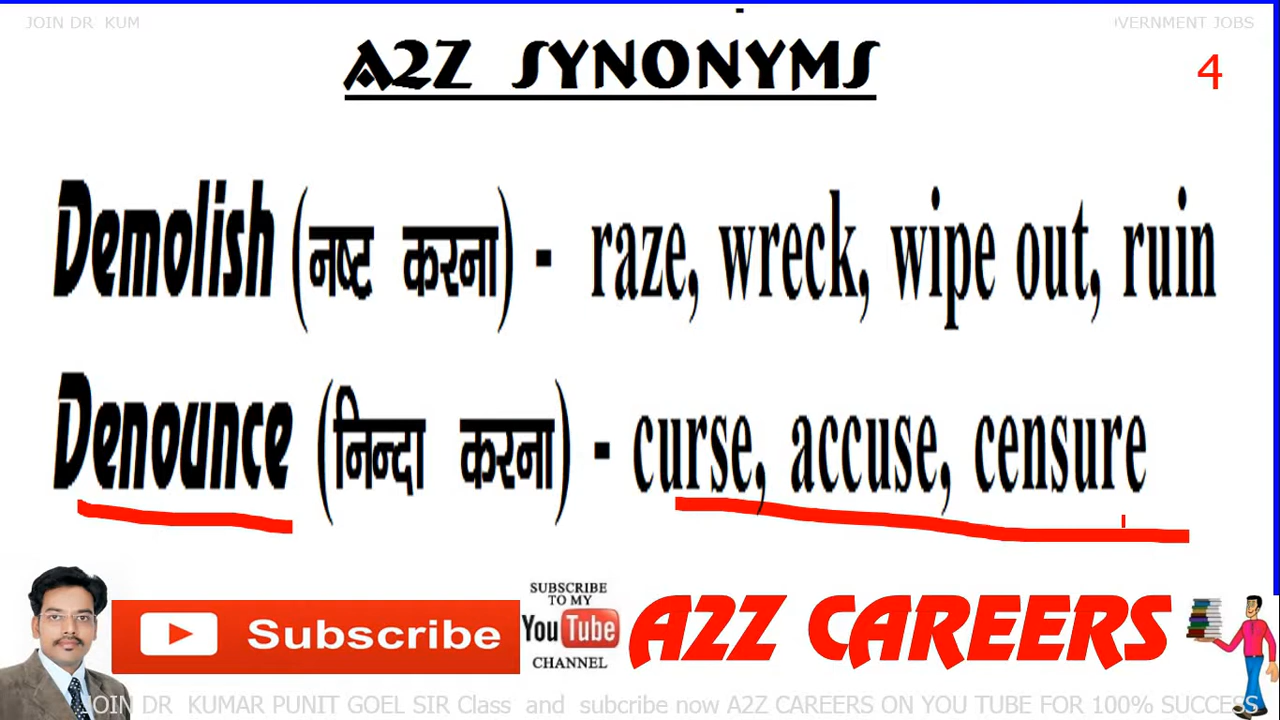 JOIN DR KUM
VERNMENT JOBS
A2Z SYNONYMS
4
Demolish (नष्ट करना) - raze, wreck, wipe out, ruin
Denounce (निन्दा करना) - curse, accuse, censure
Subscribe
SUBSCRIBE
TO MY
YouTube
CHANNEL
A2Z CAREERS
JOIN DR KUMAR PUNIT GOEL SIR Class and subcribe now A2Z CAREERS ON YOU TUBE FOR 100% SUCCESS